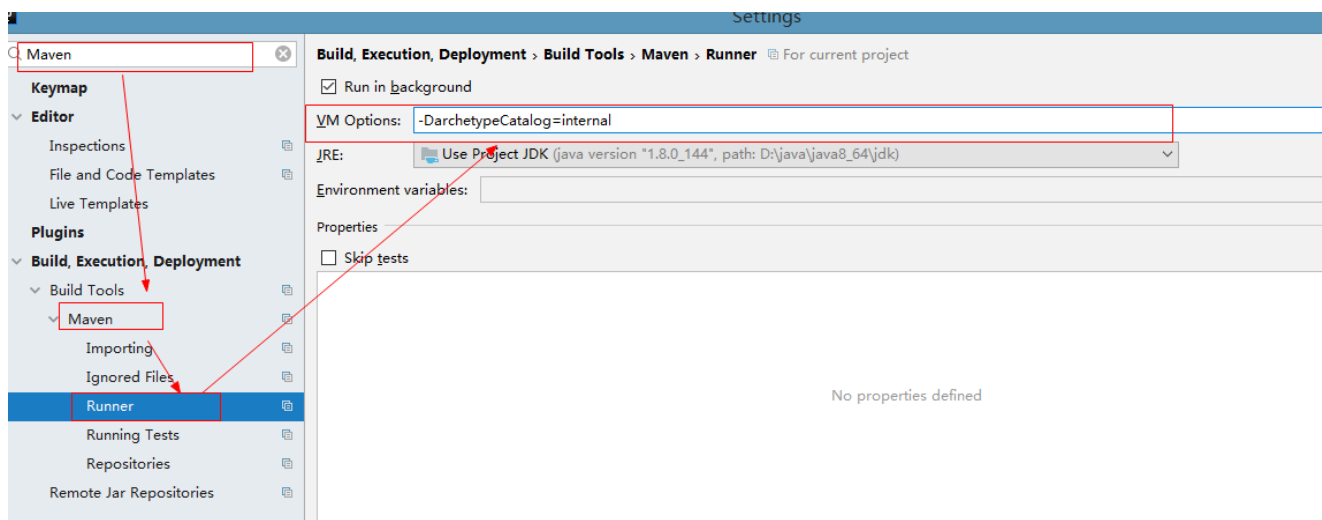 Settings
Maven
Keymap
Editor
Inspections
File and Code Templates
Live Templates
Plugins
Build, Execution, Deployment
Build Tools
Maven
Importing
Ignored Files
Runner
Running Tests
Repositories
Remote Jar Repositories
Build, Execution, Deployment › Build Tools › Maven › Runner For current project
Run in background
VM Options: -DarchetypeCatalog=internal
JRE: Use Project JDK (java version "1.8.0_144", path: D:\java\java8_64\jdk)
Environment variables:
Properties
Skip tests
No properties defined